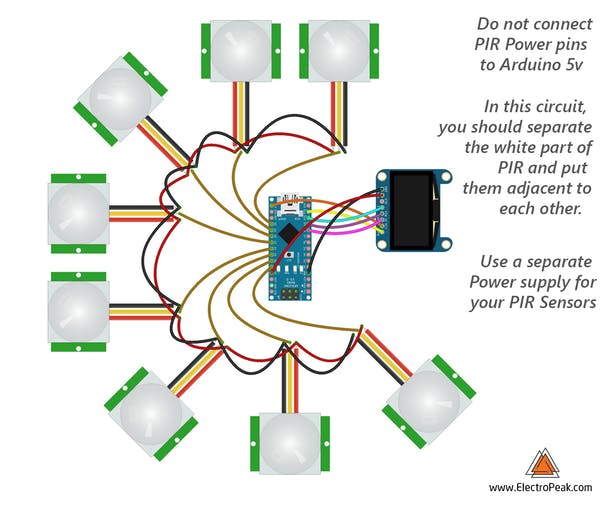 Do not connect
PIR Power pins
to Arduino 5v
In this circuit,
you should separate
the white part of
PIR and put
them adjacent to
each other.
Use a separate
Power supply for
your PIR Sensors
www.ElectroPeak.com